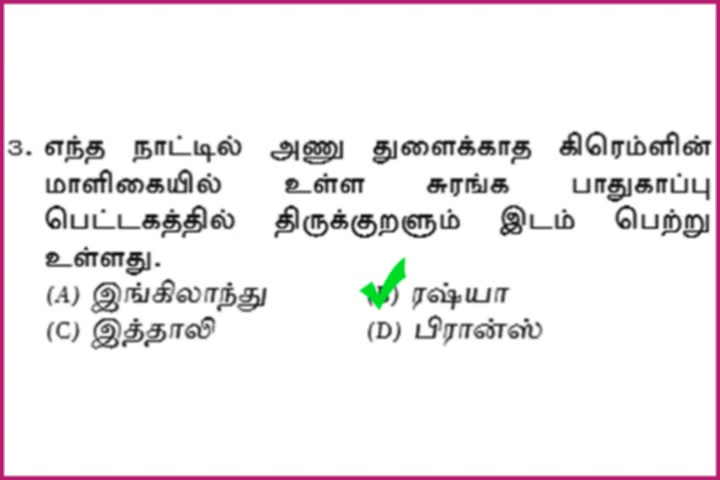 3. எந்த நாட்டில் அணு துளைக்காத கிரெம்ளின்
மாளிகையில் உள்ள சுரங்க பாதுகாப்பு
பெட்டகத்தில் திருக்குறளும் இடம் பெற்று
உள்ளது.
(A) இங்கிலாந்து ) ரஷ்யா
(C) இத்தாலி (D) பிரான்ஸ்